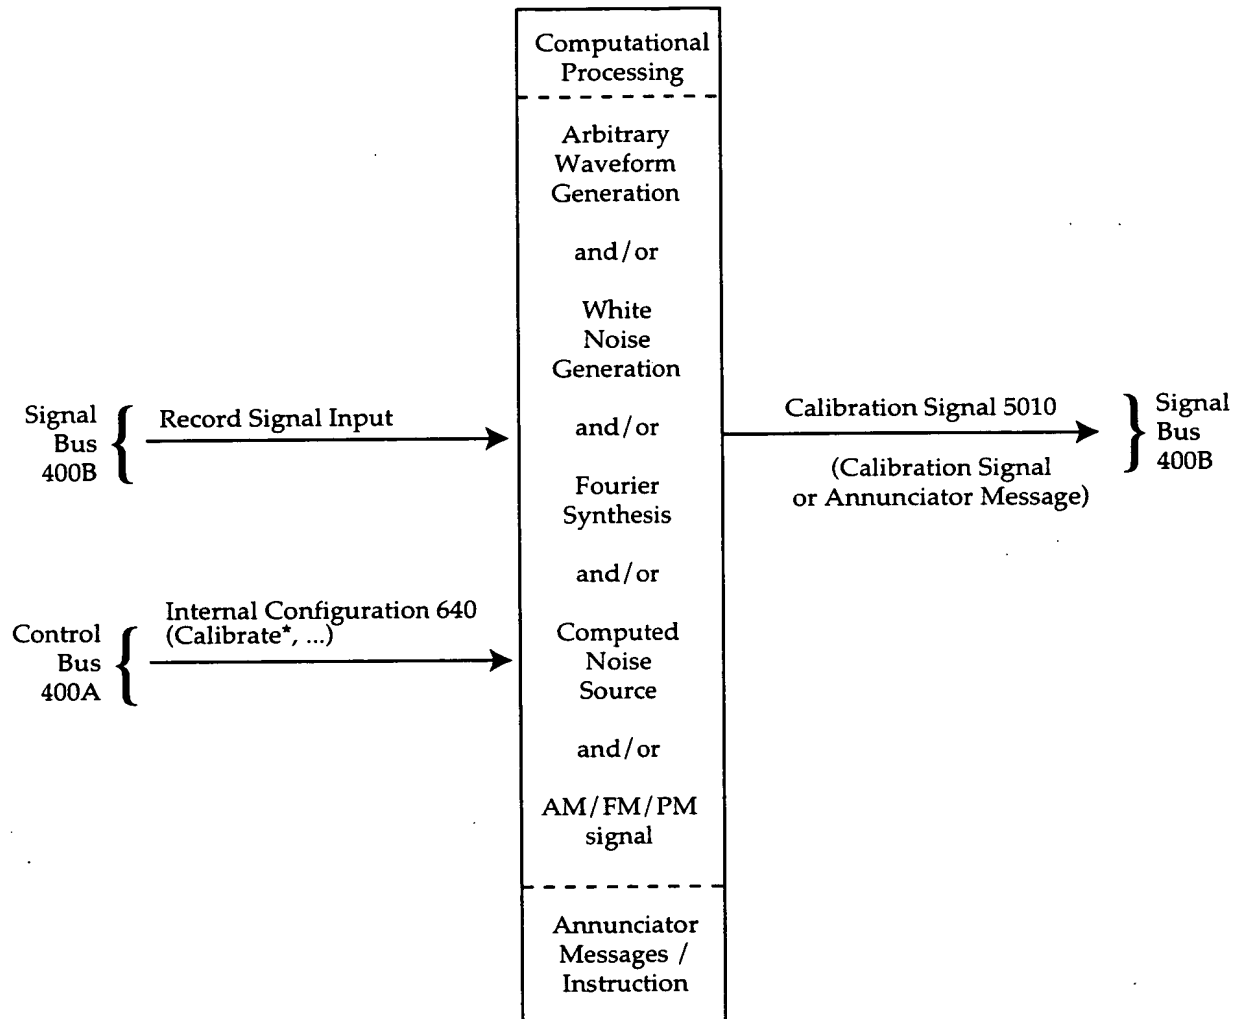 Computational
Processing
Arbitrary
Waveform
Generation
and/or
White
Noise
Generation
and/or
Fourier
Synthesis
and/or
Computed
Noise
Source
and/or
AM/FM/PM
signal
Annunciator
Messages /
Instruction
Signal
Bus
400B
Record Signal Input
Control
Bus
400A
Internal Configuration 640
(Calibrate*, ...)
Calibration Signal 5010
(Calibration Signal
or Annunciator Message)
Signal
Bus
400B